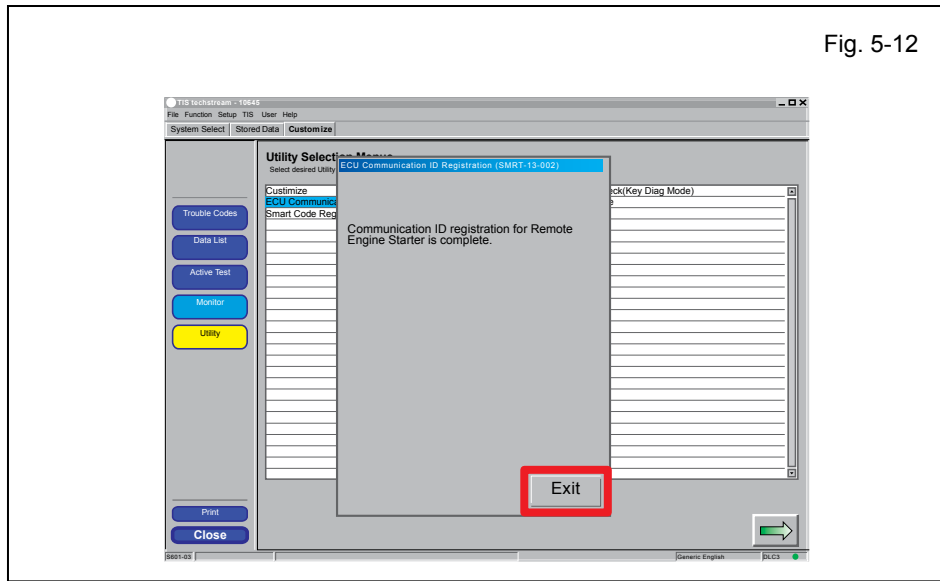 Fig. 5-12
TIS techstream - 10645
File Function Setup TIS User Help
System Select Stored Data Customize
Utility Selection Menus
Select desired Utility
ECU Communication ID Registration (SMRT-13-002)
Custimize
eck(Key Diag Mode)
ECU Communica
e
Smart Code Reg
Communication ID registration for Remote
Engine Starter is complete.
Trouble Codes
Data List
Active Test
Monitor
Utility
Exit
Print
Close
S601-03
Generic English
DLC3